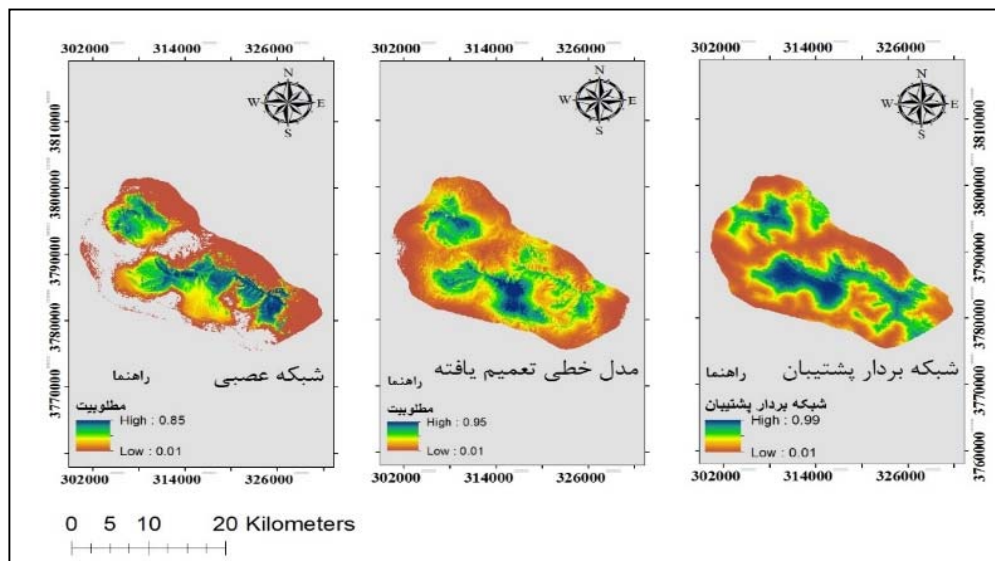 302000 314000 326000
302000 314000 326000
302000 314000 326000
N
W E
S
N
W E
S
N
W E
S
3810000
3800000
3790000
3780000
3770000
3810000
3800000
3790000
3780000
3770000
3760000
شبکه عصبی
راهنما
مطلوبیت
High : 0.85
Low : 0.01
مدل خطی تعمیم یافته
راهنما
مطلوبیت
High : 0.95
Low : 0.01
شبکه بردار پشتیبان
راهنما
شبکه بردار پشتیبان
High : 0.99
Low : 0.01
302000 314000 326000
302000 314000 326000
302000 314000 326000
0 5 10 20 Kilometers